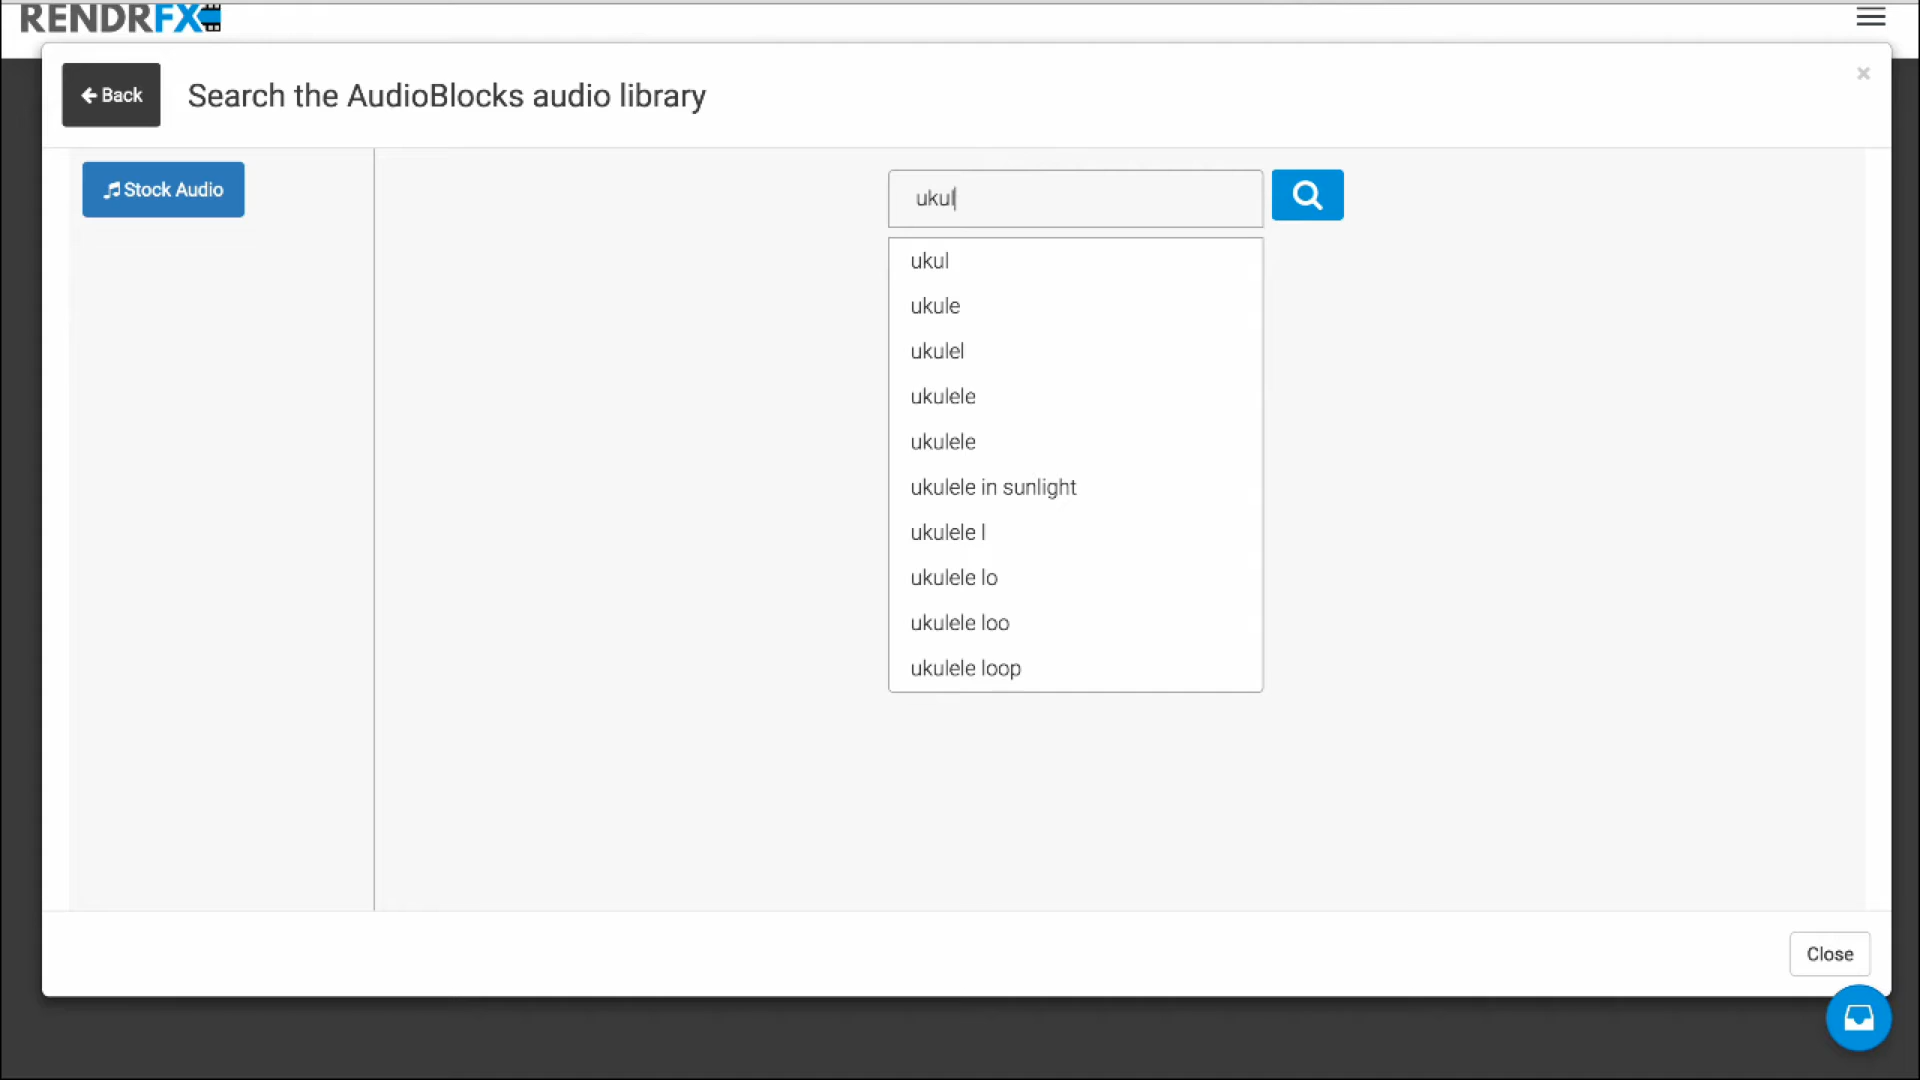 RENDRFX
Back
Search the AudioBlocks audio library
×
Stock Audio
ukul
ukul
ukule
ukulel
ukulele
ukulele
ukulele in sunlight
ukulele l
ukulele lo
ukulele loo
ukulele loop
Close